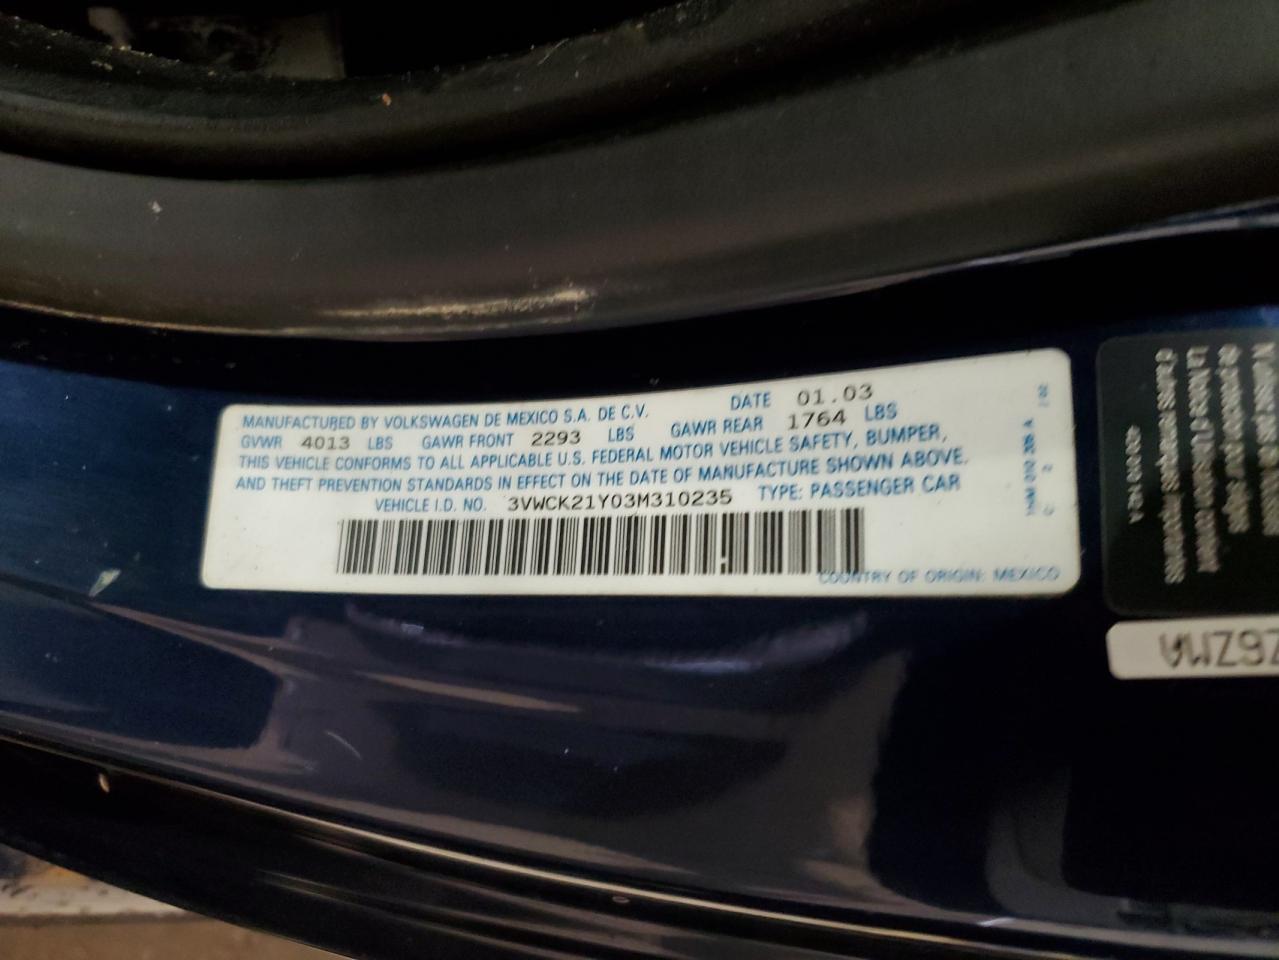 MANUFACTURED BY VOLKSWAGEN DE MEXICO S.A. DE C.V. DATE 01.03
GVWR 4013 LBS GAWR FRONT 2293 LBS GAWR REAR 1764 LBS
THIS VEHICLE CONFORMS TO ALL APPLICABLE U.S. FEDERAL MOTOR VEHICLE SAFETY, BUMPER,
AND THEFT PREVENTION STANDARDS IN EFFECT ON THE DATE OF MANUFACTURE SHOWN ABOVE.
VEHICLE I.D. NO. 3VWCK21Y03M310235 TYPE: PASSENGER CAR
COUNTRY OF ORIGIN: MEXICO